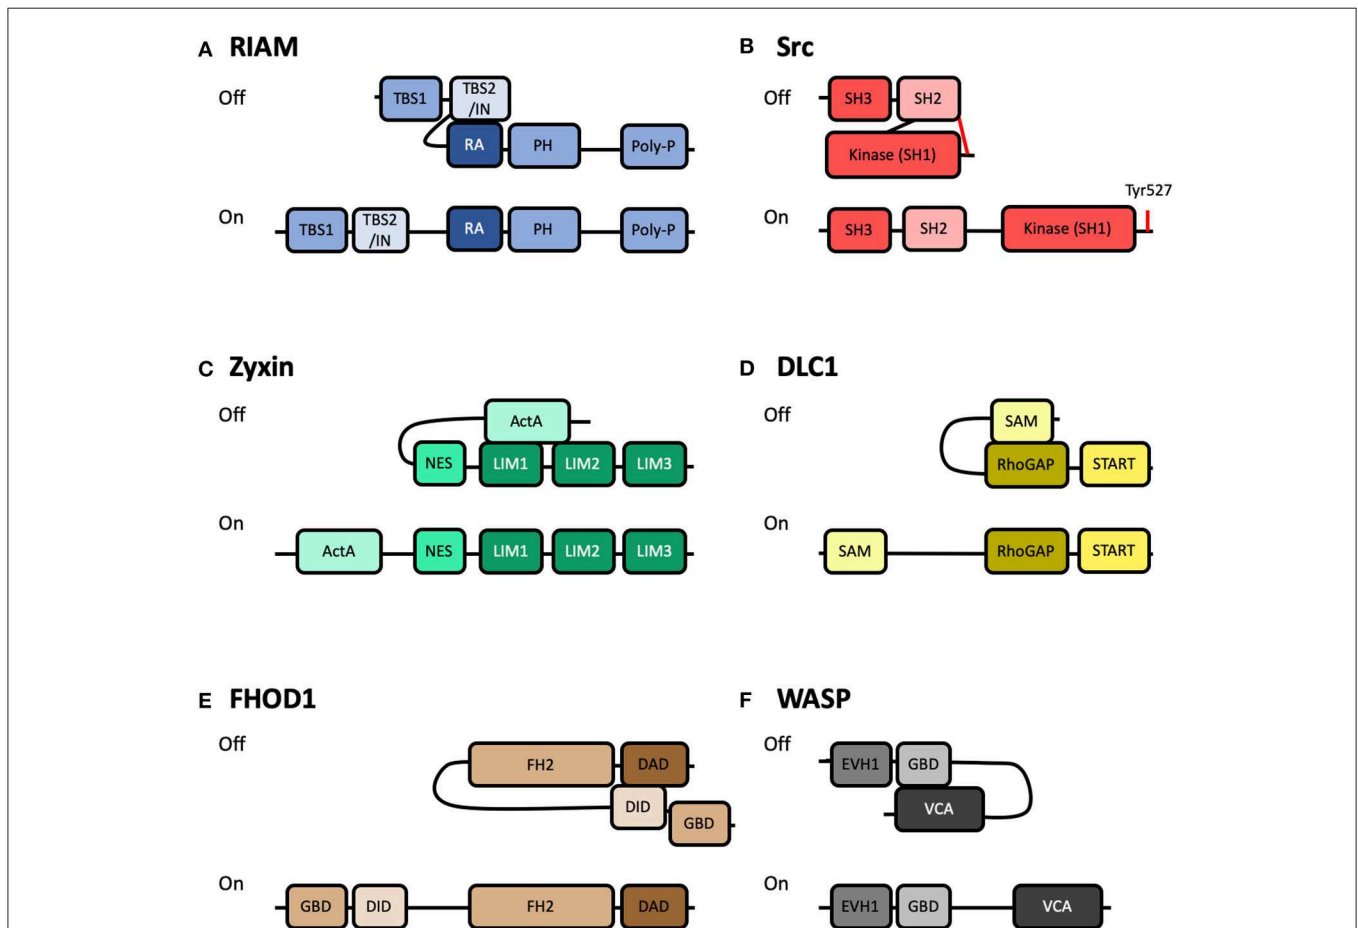 A RIAM
Off
TBS1
TBS2
/IN
RA
PH
Poly-P
On
TBS1
TBS2
/IN
RA
PH
Poly-P
B Src
Off
SH3
SH2
Kinase (SH1)
Tyr527
On
SH3
SH2
Kinase (SH1)
C Zyxin
Off
ActA
NES
LIM1
LIM2
LIM3
On
ActA
NES
LIM1
LIM2
LIM3
D DLC1
Off
SAM
RhoGAP
START
On
SAM
RhoGAP
START
E FHOD1
Off
FH2
DAD
DID
GBD
On
GBD
DID
FH2
DAD
F WASP
Off
EVH1
GBD
VCA
On
EVH1
GBD
VCA